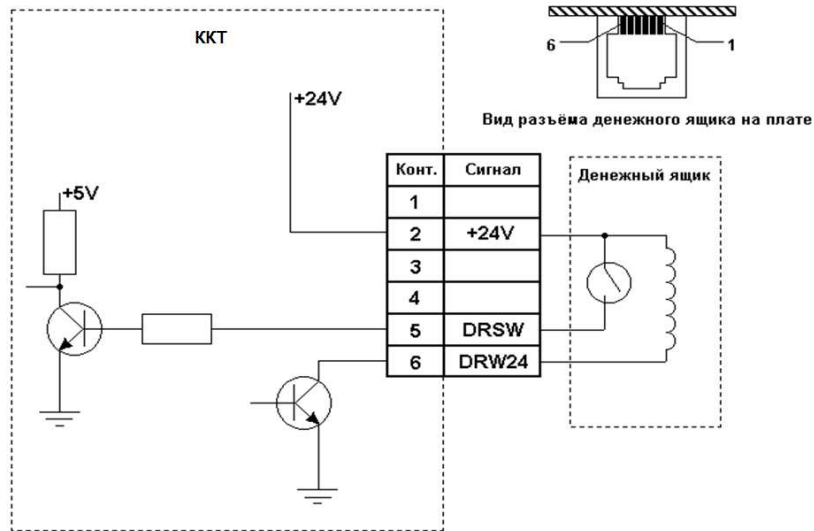 ККТ
6
1
Вид разъёма денежного ящика на плате
+24V
Конт. Сигнал
1
2 +24V
3
4
5 DRSW
6 DRW24
Денежный ящик
+5V